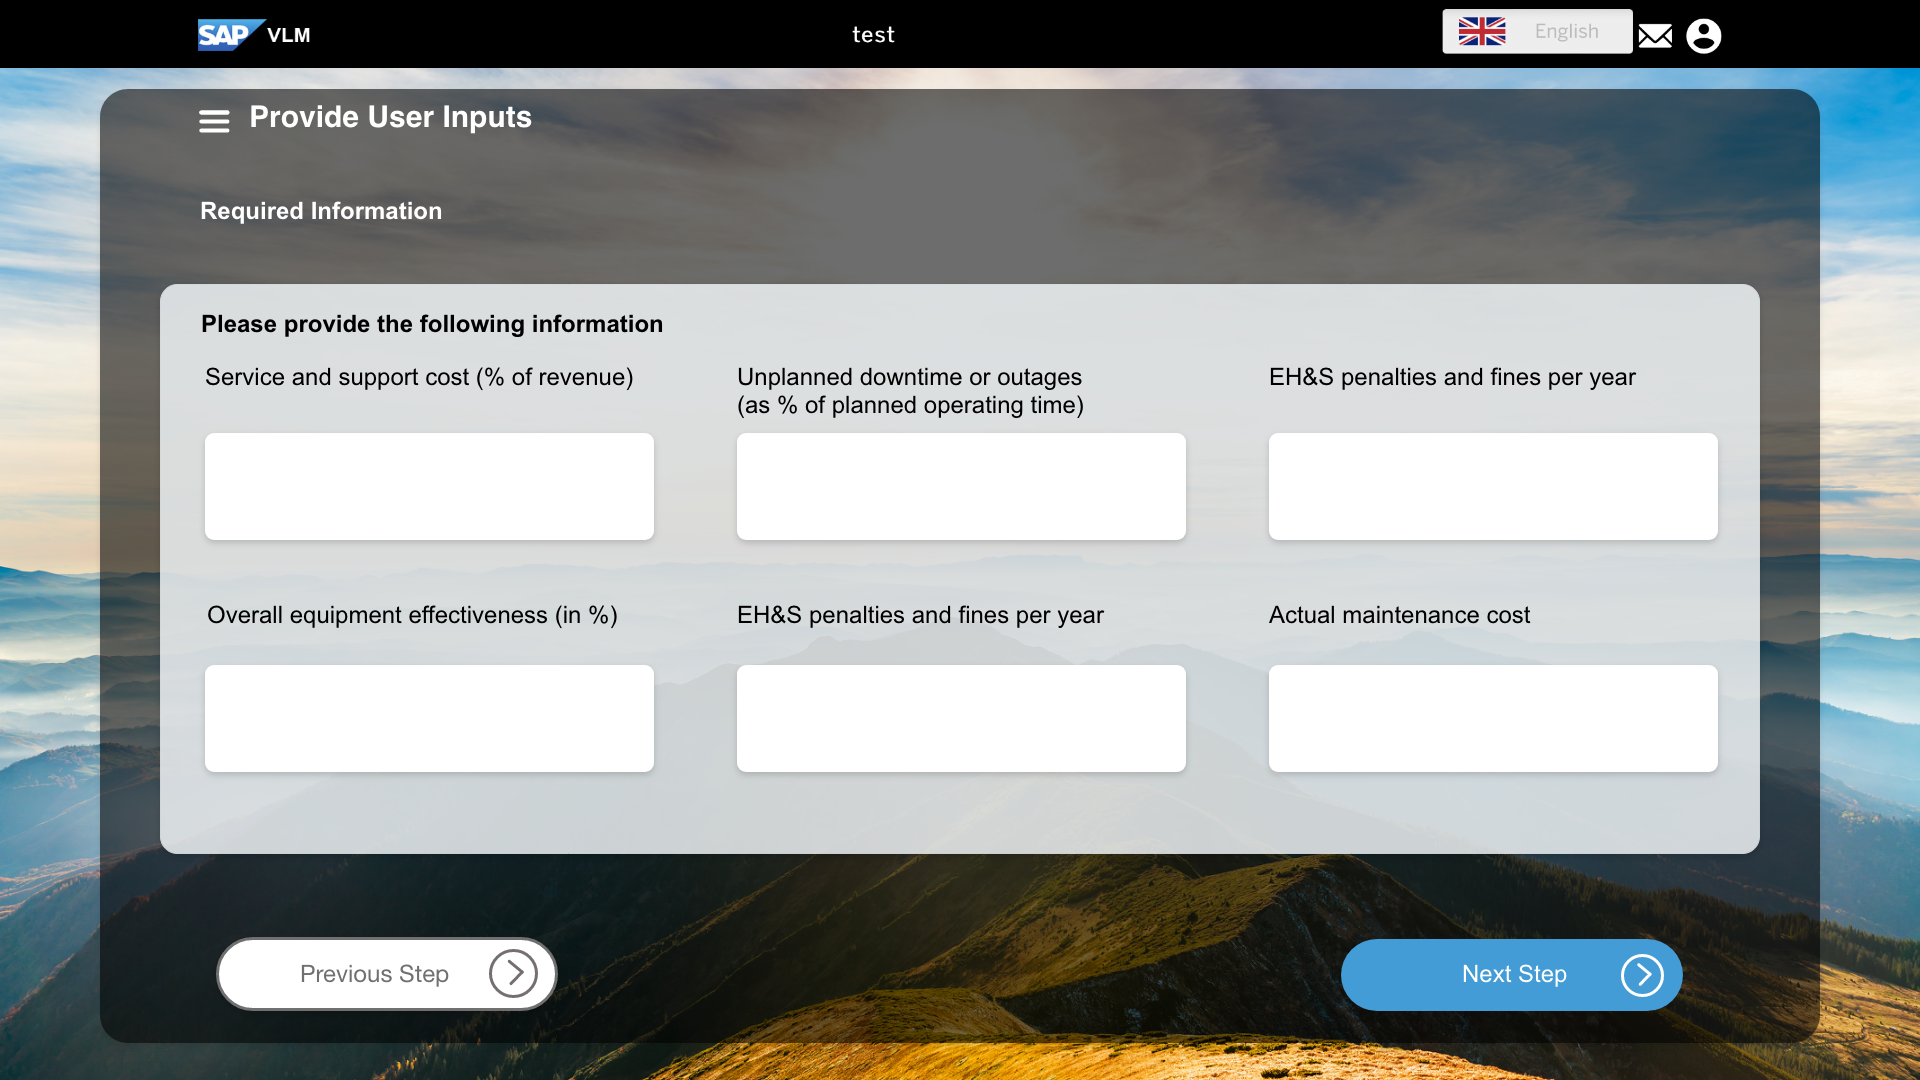 SAP VLM
test
English
Provide User Inputs
Required Information
Please provide the following information
Service and support cost (% of revenue)
Unplanned downtime or outages
(as % of planned operating time)
EH&S penalties and fines per year
Overall equipment effectiveness (in %)
EH&S penalties and fines per year
Actual maintenance cost
Previous Step
Next Step